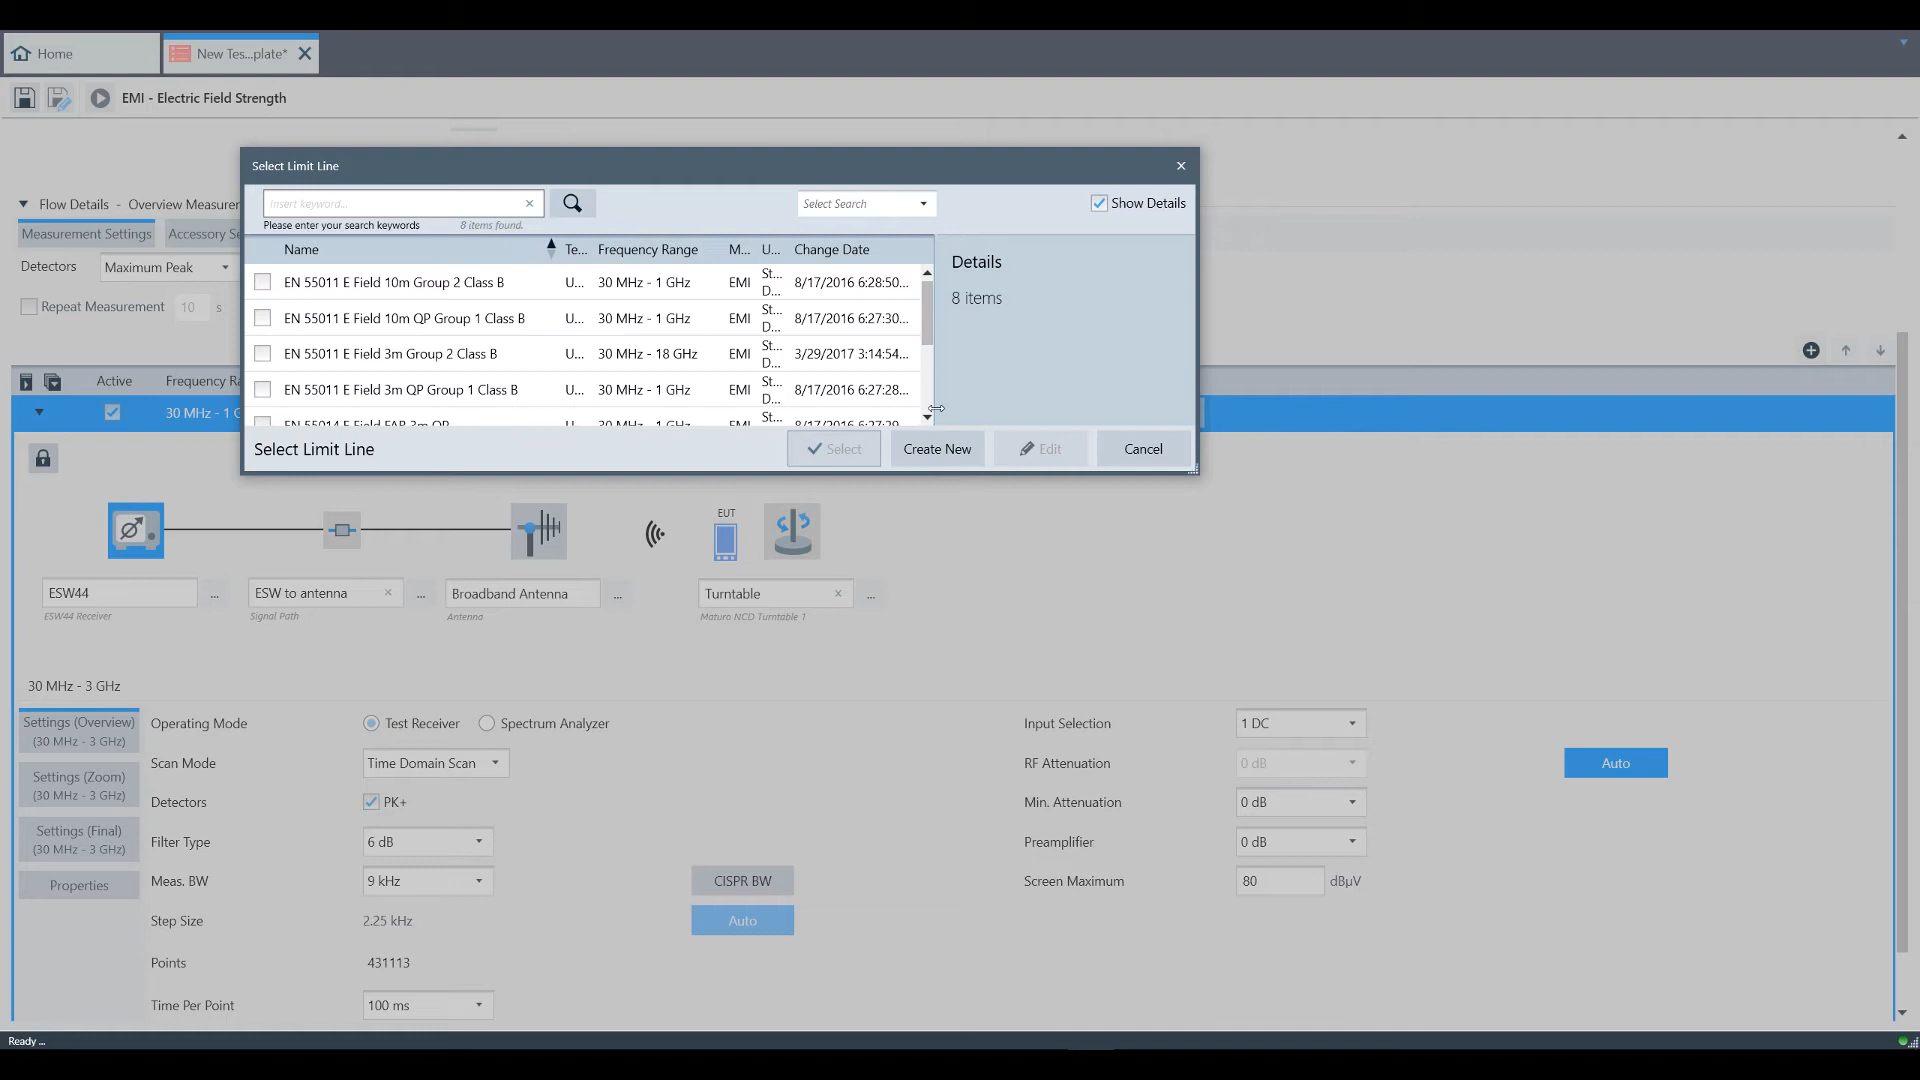 Home
New Tes...plate*
EMI - Electric Field Strength
Select Limit Line
Insert keyword...
Select Search
Show Details
Please enter your search keywords
8 items found.
Flow Details - Overview Measurer
Measurement Settings
Accessory Se
Detectors
Maximum Peak
Repeat Measurement
10
s
Name
Te...
Frequency Range
M...
U...
Change Date
EN 55011 E Field 10m Group 2 Class B
U...
30 MHz - 1 GHz
EMI
St...
D...
8/17/2016 6:28:50...
EN 55011 E Field 10m QP Group 1 Class B
U...
30 MHz - 1 GHz
EMI
St...
D...
8/17/2016 6:27:30...
EN 55011 E Field 3m Group 2 Class B
U...
30 MHz - 18 GHz
EMI
St...
D...
3/29/2017 3:14:54...
EN 55011 E Field 3m QP Group 1 Class B
U...
30 MHz - 1 GHz
EMI
St...
D...
8/17/2016 6:27:28...
St...
Details
8 items
Select Limit Line
Select
Create New
Edit
Cancel
Active
Frequency Ra
30 MHz - 1 G
EUT
ESW44
...
ESW to antenna
...
Broadband Antenna
...
Turntable
...
ESW44 Receiver
Signal Path
Antenna
Maturo NCD Turntable 1
30 MHz - 3 GHz
Settings (Overview)
(30 MHz - 3 GHz)
Settings (Zoom)
(30 MHz - 3 GHz)
Settings (Final)
(30 MHz - 3 GHz)
Properties
Operating Mode
Test Receiver
Spectrum Analyzer
Scan Mode
Time Domain Scan
Detectors
PK+
Filter Type
6 dB
Meas. BW
9 kHz
CISPR BW
Step Size
2.25 kHz
Auto
Points
431113
Time Per Point
100 ms
Input Selection
1 DC
RF Attenuation
0 dB
Auto
Min. Attenuation
0 dB
Preamplifier
0 dB
Screen Maximum
80
dBµV
Ready ...